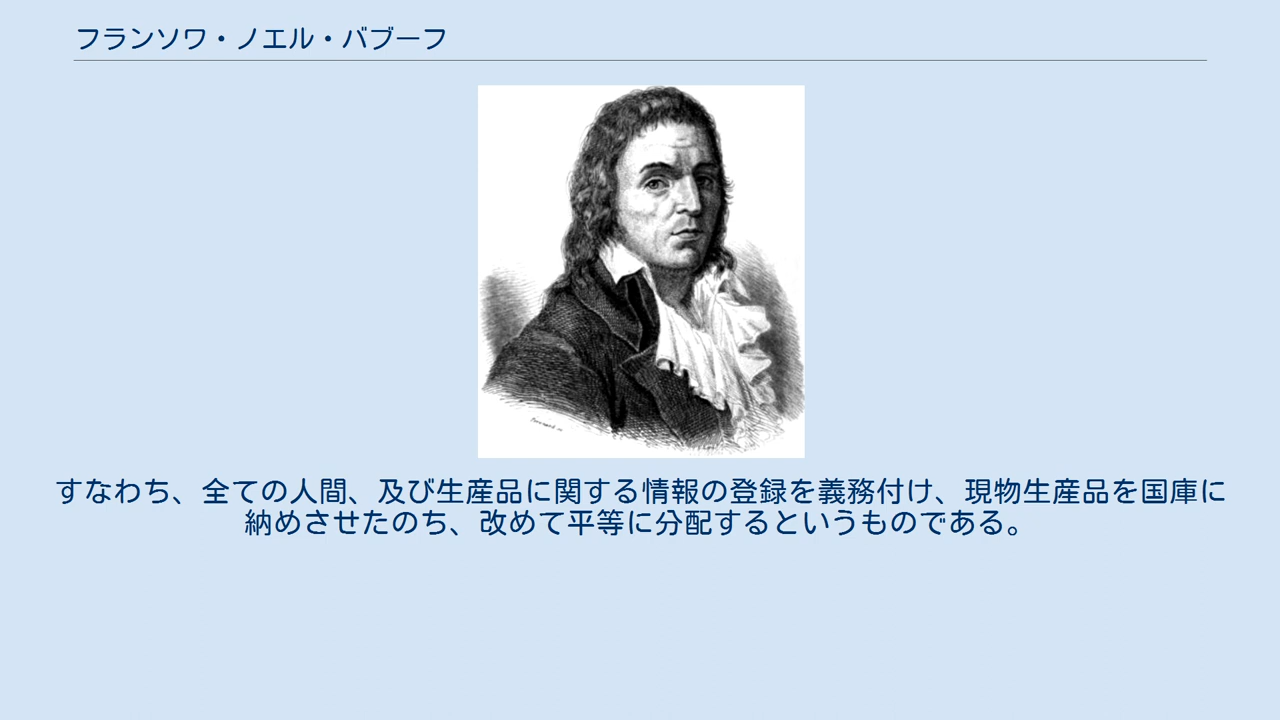 フランソワ・ノエル・バブーフ
すなわち、全ての人間、及び生産品に関する情報の登録を義務付け、現物生産品を国庫に
納めさせたのち、改めて平等に分配するというものである。